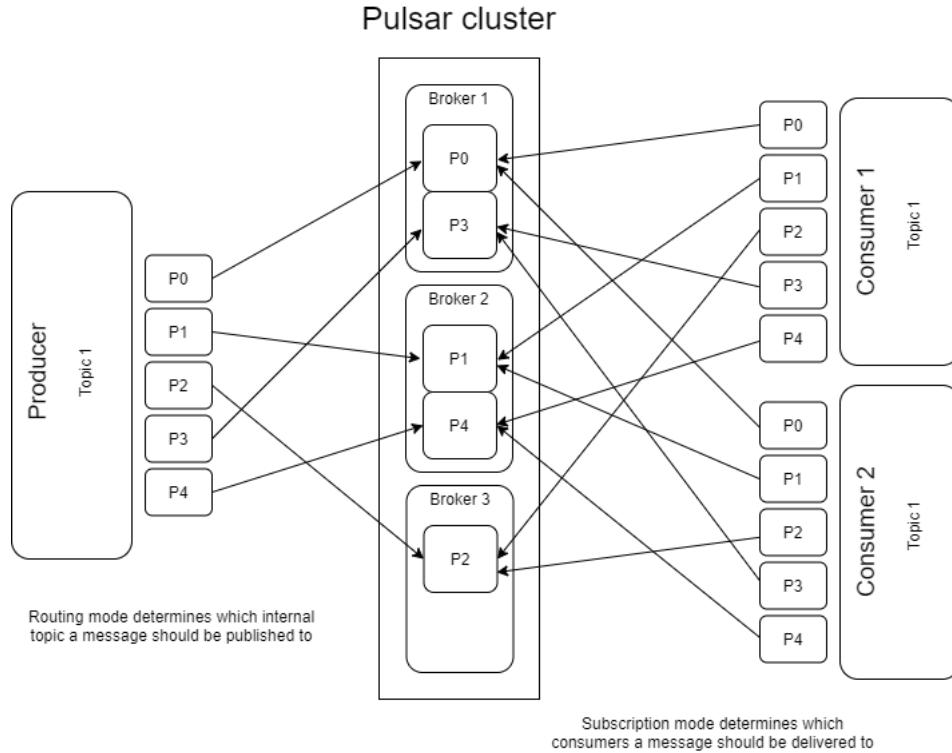 Pulsar cluster
Producer
Topic 1
P0
P1
P2
P3
P4
Routing mode determines which internal
topic a message should be published to
Broker 1
P0
P3
Broker 2
P1
P4
Broker 3
P2
P0
P1
P2
P3
P4
Consumer 1
Topic 1
P0
P1
P2
P3
P4
Consumer 2
Topic 1
Subscription mode determines which
consumers a message should be delivered to